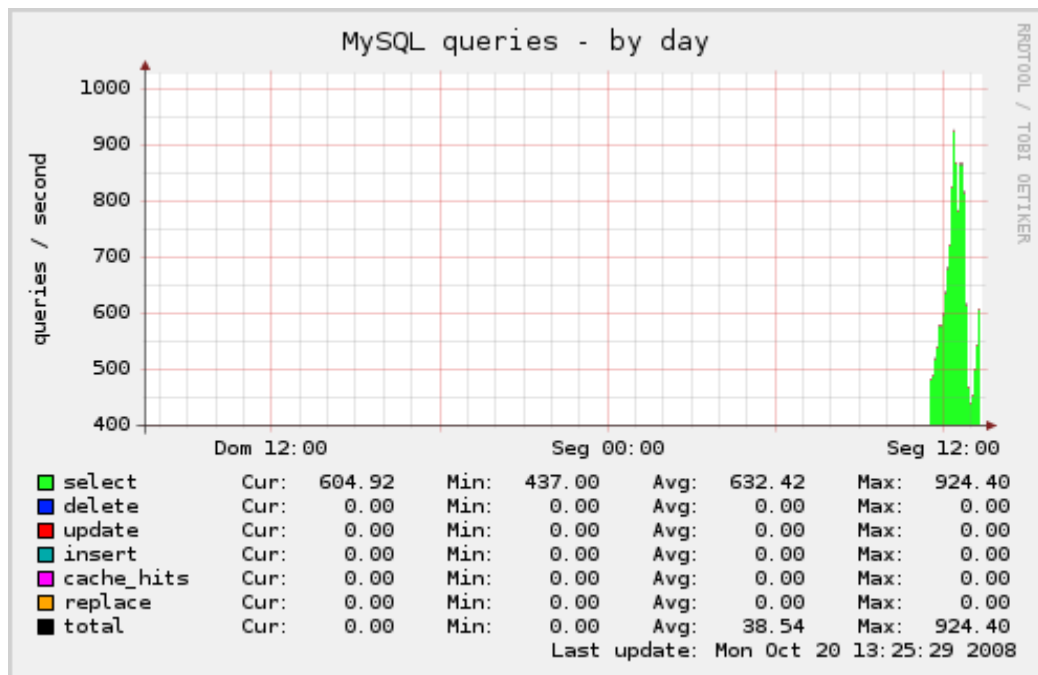 MySQL queries - by day
RRDTOOL / TOBI OETIKER
queries / second
1000
900
800
700
600
500
400
Dom 12:00 Seg 00:00 Seg 12:00
select Cur: 604.92 Min: 437.00 Avg: 632.42 Max: 924.40
delete Cur: 0.00 Min: 0.00 Avg: 0.00 Max: 0.00
update Cur: 0.00 Min: 0.00 Avg: 0.00 Max: 0.00
insert Cur: 0.00 Min: 0.00 Avg: 0.00 Max: 0.00
cache_hits Cur: 0.00 Min: 0.00 Avg: 0.00 Max: 0.00
replace Cur: 0.00 Min: 0.00 Avg: 0.00 Max: 0.00
total Cur: 0.00 Min: 0.00 Avg: 38.54 Max: 924.40
Last update: Mon Oct 20 13:25:29 2008